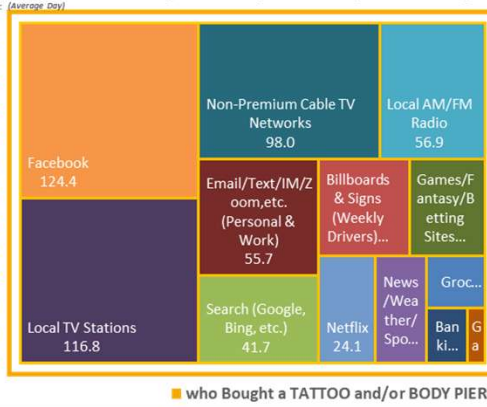 (Average Day)
Facebook
124.4
Local TV Stations
116.8
Non-Premium Cable TV
Networks
98.0
Local AM/FM
Radio
56.9
Email/Text/IM/Z
oom,etc.
(Personal &
Work)
55.7
Search (Google,
Bing, etc.)
41.7
Billboards
& Signs
(Weekly
Drivers)...
Games/F
antasy/B
etting
Sites...
Netflix
24.1
News
/Wea
ther/
Spo...
Groc...
Ban
ki...
G
a
who Bought a TATTOO and/or BODY PIER